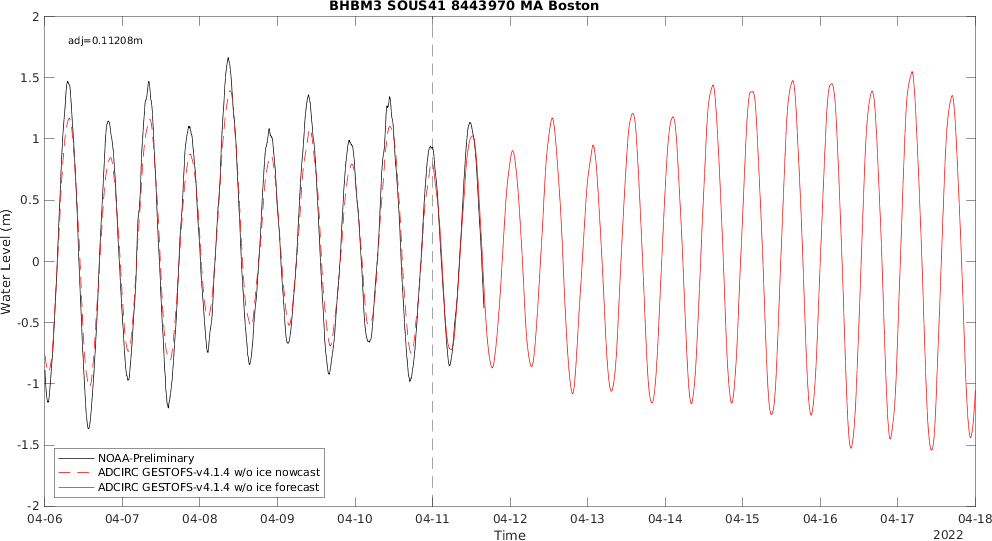 BHBM3 SOUS41 8443970 MA Boston
adj=0.11208m
2
1.5
1
0.5
0
-0.5
-1
-1.5
-2
Water Level (m)
NOAA-Preliminary
ADCIRC GESTOFS-v4.1.4 w/o ice nowcast
ADCIRC GESTOFS-v4.1.4 w/o ice forecast
04-06 04-07 04-08 04-09 04-10 04-11 04-12 04-13 04-14 04-15 04-16 04-17 04-18
Time
2022